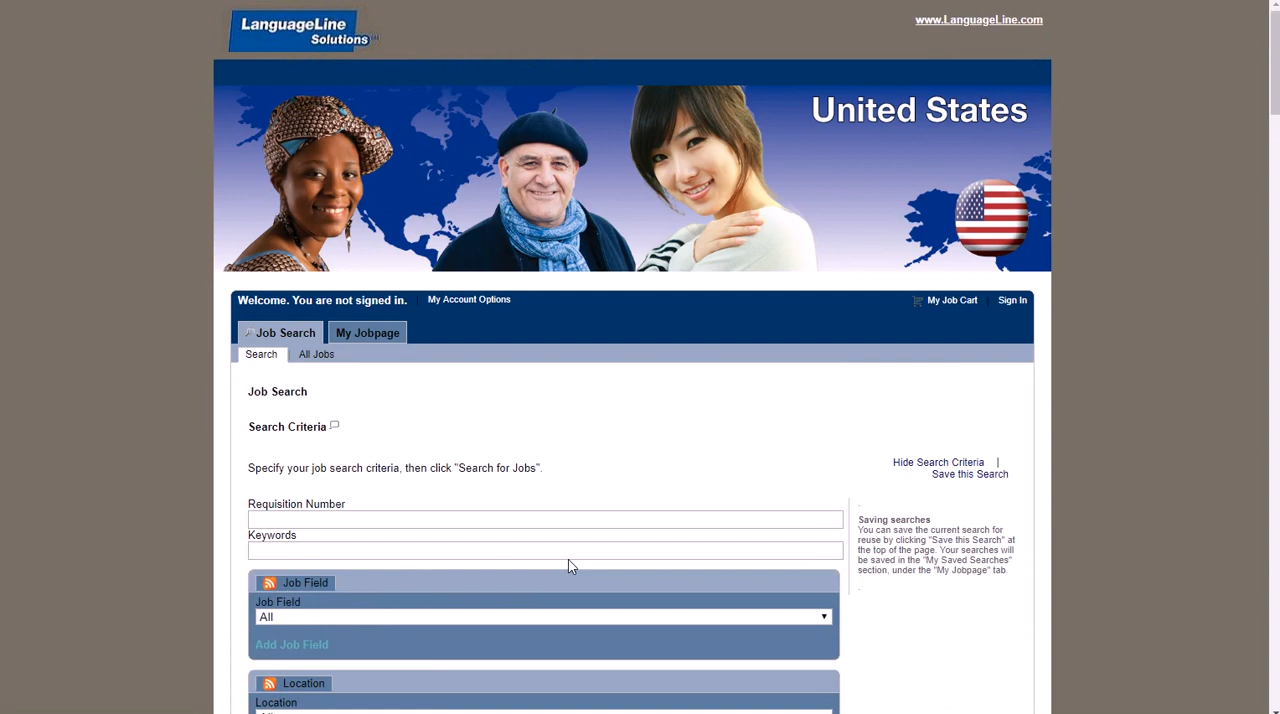 LanguageLine
Solutions
www.LanguageLine.com
United States
Welcome. You are not signed in.
My Account Options
My Job Cart
Sign In
Job Search
My Jobpage
Search
All Jobs
Job Search
Search Criteria
Specify your job search criteria, then click "Search for Jobs".
Hide Search Criteria |
Save this Search
Requisition Number
Keywords
Saving searches
You can save the current search for
reuse by clicking "Save this Search" at
the top of the page. Your searches will
be saved in the "My Saved Searches"
section, under the "My Jobpage" tab.
Job Field
Job Field
All
Add Job Field
Location
Location